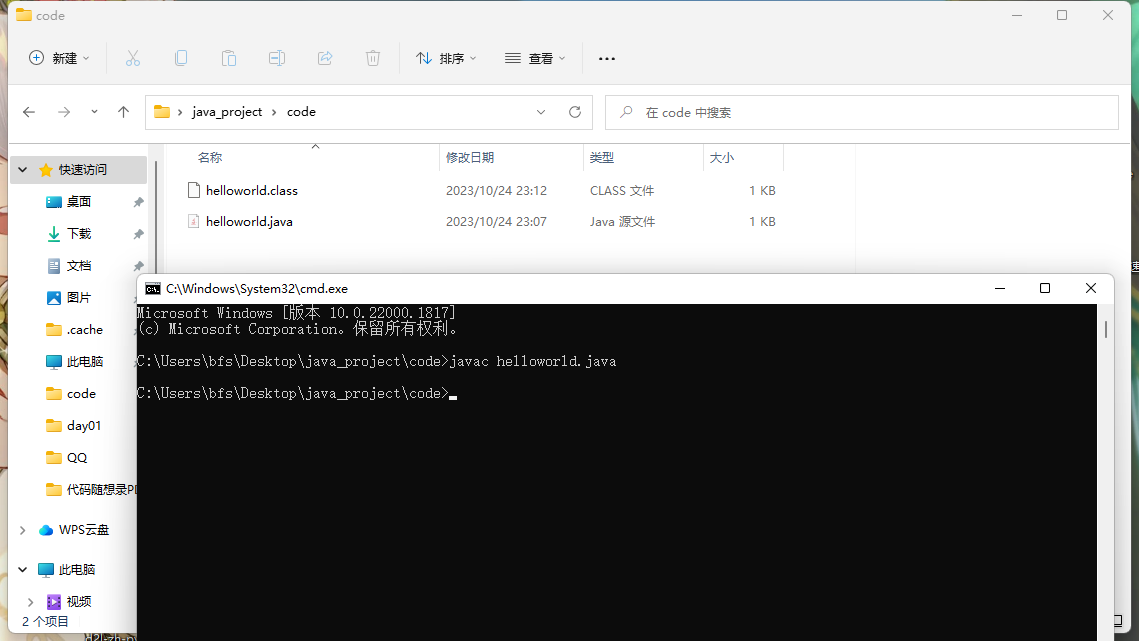 code
新建
排序
查看
java_project
code
在 code 中搜索
快速访问
桌面
下载
文档
图片
.cache
此电脑
code
day01
QQ
代码随想录
WPS云盘
此电脑
视频
2 个项目
名称 修改日期 类型 大小
helloworld.class 2023/10/24 23:12 CLASS 文件 1 KB
helloworld.java 2023/10/24 23:07 Java 源文件 1 KB
C:\Windows\System32\cmd.exe
Microsoft Windows [版本 10.0.22000.1817]
(c) Microsoft Corporation。保留所有权利。
C:\Users\bfs\Desktop\java_project\code>javac helloworld.java
C:\Users\bfs\Desktop\java_project\code>